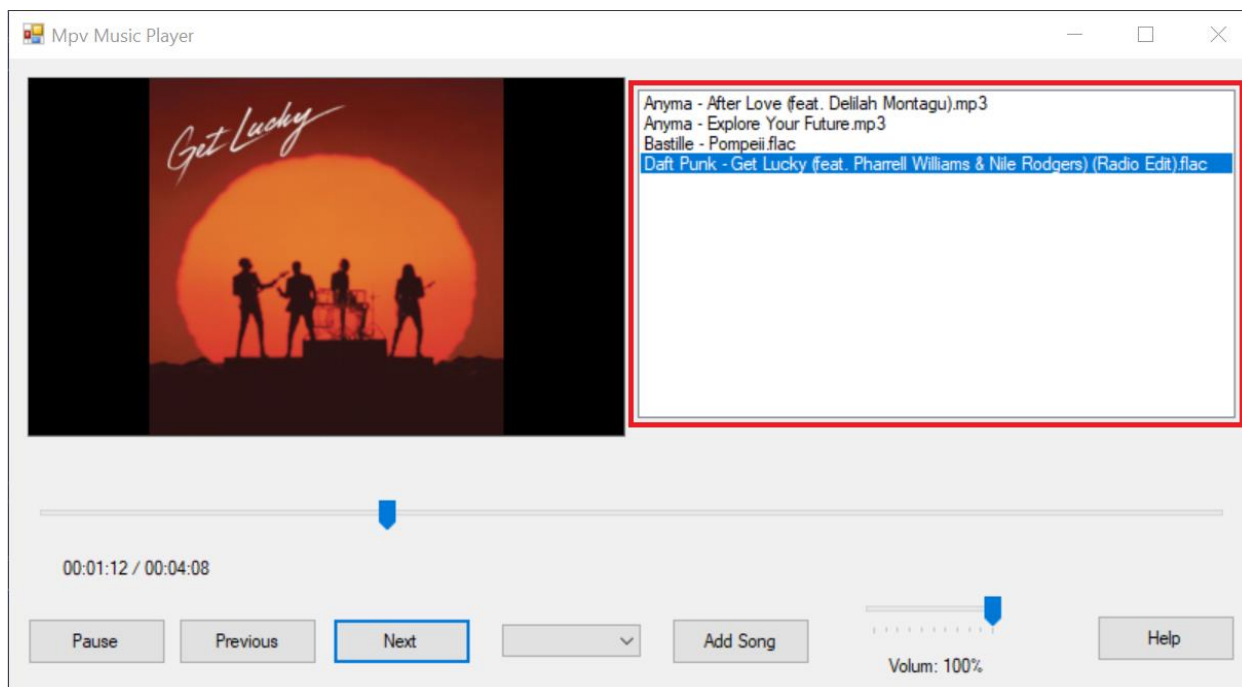 Mpv Music Player
Get Lucky
Anyma - After Love (feat. Delilah Montagu).mp3
Anyma - Explore Your Future.mp3
Bastille - Pompeii.flac
Daft Punk - Get Lucky (feat. Pharrell Williams & Nile Rodgers) (Radio Edit).flac
00:01:12 / 00:04:08
Pause
Previous
Next
Add Song
Volum: 100%
Help